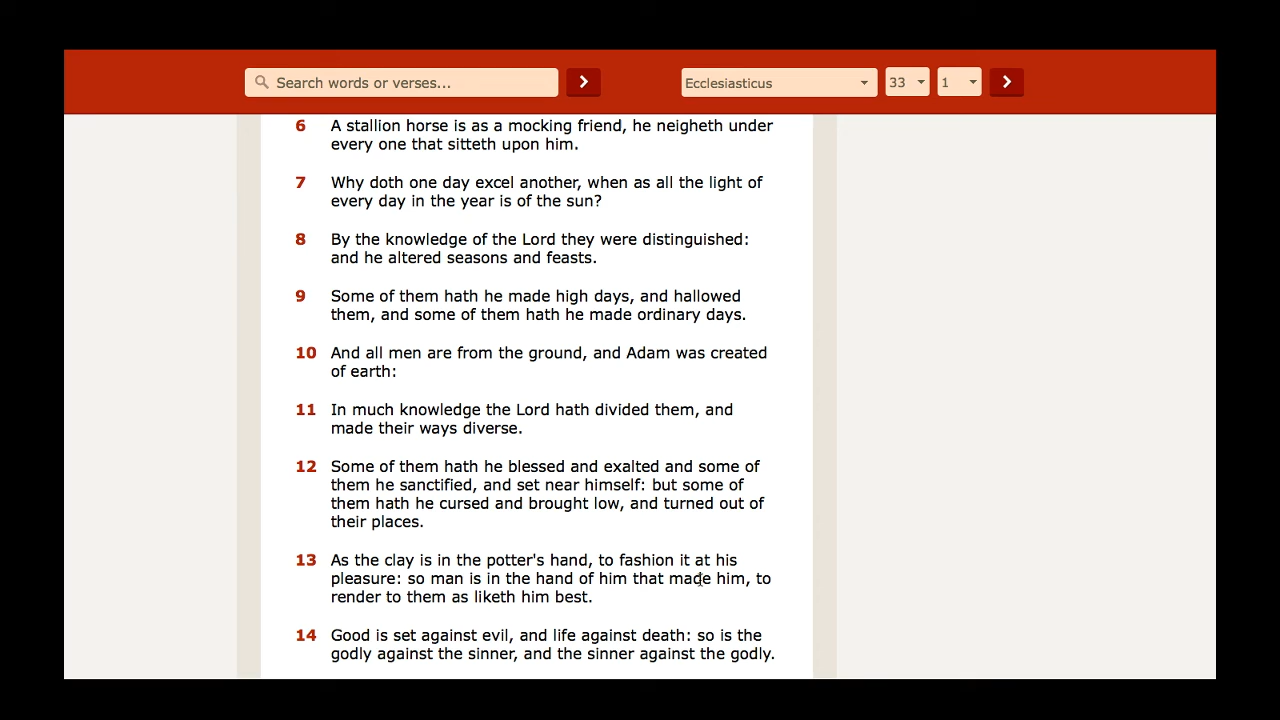 Search words or verses...
Ecclesiasticus 33 1
6 A stallion horse is as a mocking friend, he neigheth under
every one that sitteth upon him.
7 Why doth one day excel another, when as all the light of
every day in the year is of the sun?
8 By the knowledge of the Lord they were distinguished:
and he altered seasons and feasts.
9 Some of them hath he made high days, and hallowed
them, and some of them hath he made ordinary days.
10 And all men are from the ground, and Adam was created
of earth:
11 In much knowledge the Lord hath divided them, and
made their ways diverse.
12 Some of them hath he blessed and exalted and some of
them he sanctified, and set near himself: but some of
them hath he cursed and brought low, and turned out of
their places.
13 As the clay is in the potter's hand, to fashion it at his
pleasure: so man is in the hand of him that made him, to
render to them as liketh him best.
14 Good is set against evil, and life against death: so is the
godly against the sinner, and the sinner against the godly.